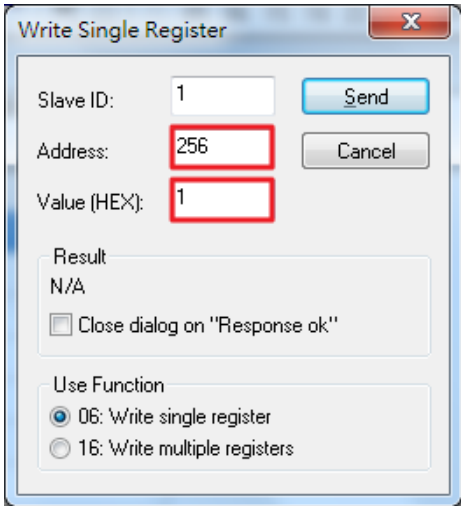 Write Single Register
Slave ID: 1 Send
Address: 256 Cancel
Value (HEX): 1
Result
N/A
Close dialog on "Response ok"
Use Function
06: Write single register
16: Write multiple registers